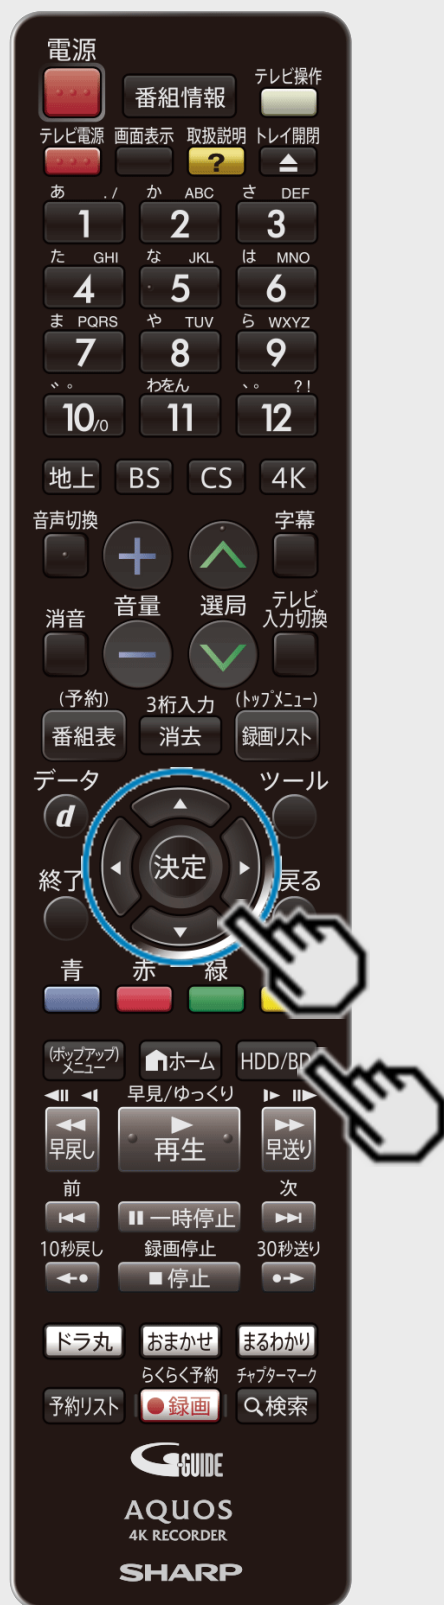 電源
番組情報
テレビ操作
テレビ電源 画面表示 取扱説明 トレイ開閉
?
あ ./ か ABC さ DEF
1 2 3
た GHI な JKL は MNO
4 5 6
ま PQRS や TUV ら WXYZ
7 8 9
゛゜ わをん 、。 ?!
10/0 11 12
地上 BS CS 4K
音声切換 字幕
+
消音 音量 選局 テレビ
入力切換
−
(予約) 3桁入力 (トップメニュー)
番組表 消去 録画リスト
データ ツール
d
決定
終了 戻る
青 赤 緑
(ポップアップ)
メニュー
ホーム HDD/BD
早見/ゆっくり
早戻し 再生 早送り
前 次
一時停止
10秒戻し 録画停止 30秒送り
停止
ドラ丸 おまかせ まるわかり
らくらく予約 チャプターマーク
予約リスト 録画 検索
G-GUIDE
AQUOS
4K RECORDER
SHARP